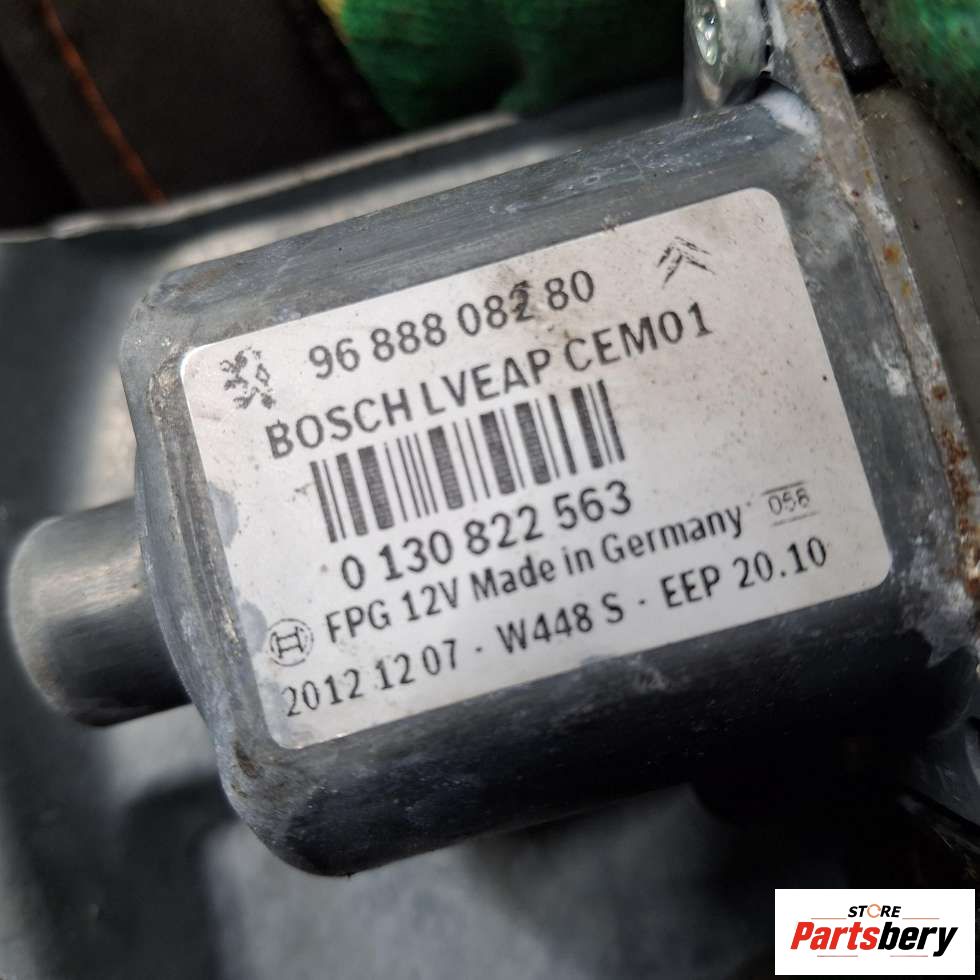 96 888 082 80
BOSCH LVEAP CEM01
0 130 822 563
FPG 12V Made in Germany 056
2012 12 07 - W448 S - EEP 20.10
STORE
Partsbery